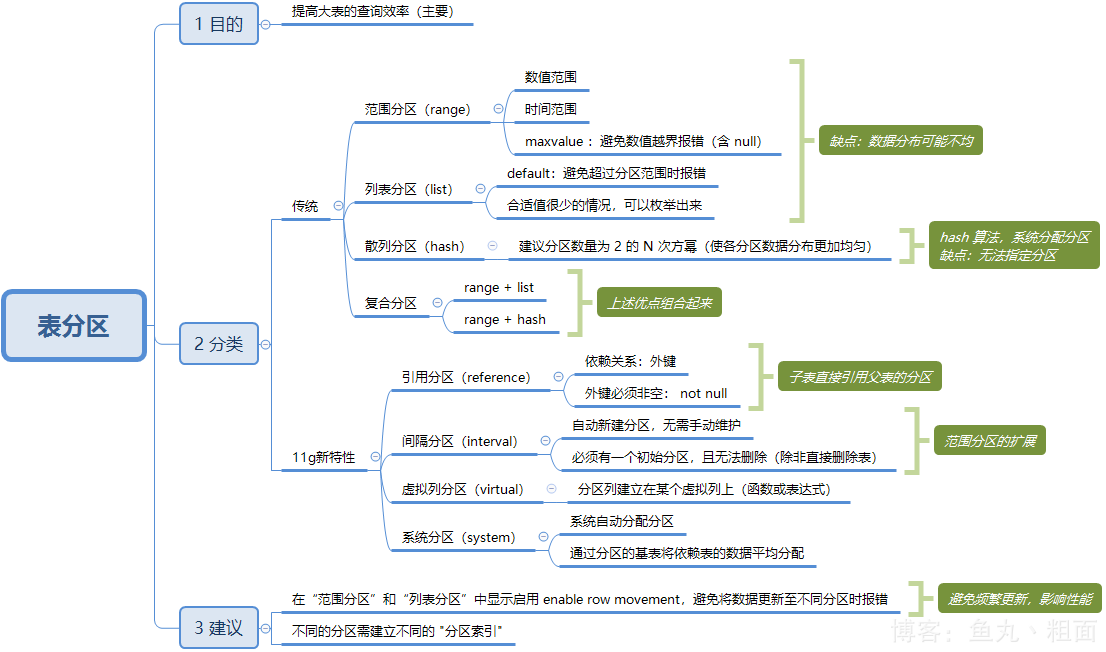 表分区
1 目的
提高大表的查询效率（主要）
2 分类
传统
范围分区（range）
数值范围
时间范围
maxvalue ：避免数值越界报错（含 null）
列表分区（list）
default：避免超过分区范围时报错
合适值很少的情况，可以枚举出来
缺点：数据分布可能不均
散列分区（hash）
建议分区数量为 2 的 N 次方幂（使各分区数据分布更加均匀）
hash 算法，系统分配分区
缺点：无法指定分区
复合分区
range + list
range + hash
上述优点组合起来
11g新特性
引用分区（reference）
依赖关系：外键
外键必须非空： not null
子表直接引用父表的分区
间隔分区（interval）
自动新建分区，无需手动维护
必须有一个初始分区，且无法删除（除非直接删除表）
范围分区的扩展
虚拟列分区（virtual）
分区列建立在某个虚拟列上（函数或表达式）
系统分区（system）
系统自动分配分区
通过分区的基表将依赖表的数据平均分配
3 建议
在“范围分区”和“列表分区”中显示启用 enable row movement，避免将数据更新至不同分区时报错
避免频繁更新，影响性能
不同的分区需建立不同的 "分区索引"
博客：鱼丸丶粗面